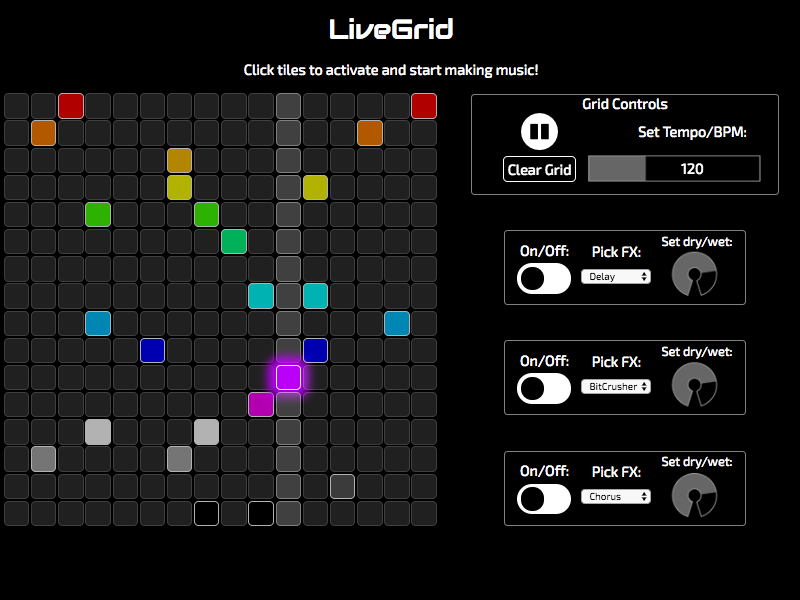 LiveGrid
Click tiles to activate and start making music!
Grid Controls
Set Tempo/BPM:
Clear Grid
120
On/Off:
Pick FX:
Set dry/wet:
Delay
On/Off:
Pick FX:
Set dry/wet:
BitCrusher
On/Off:
Pick FX:
Set dry/wet:
Chorus